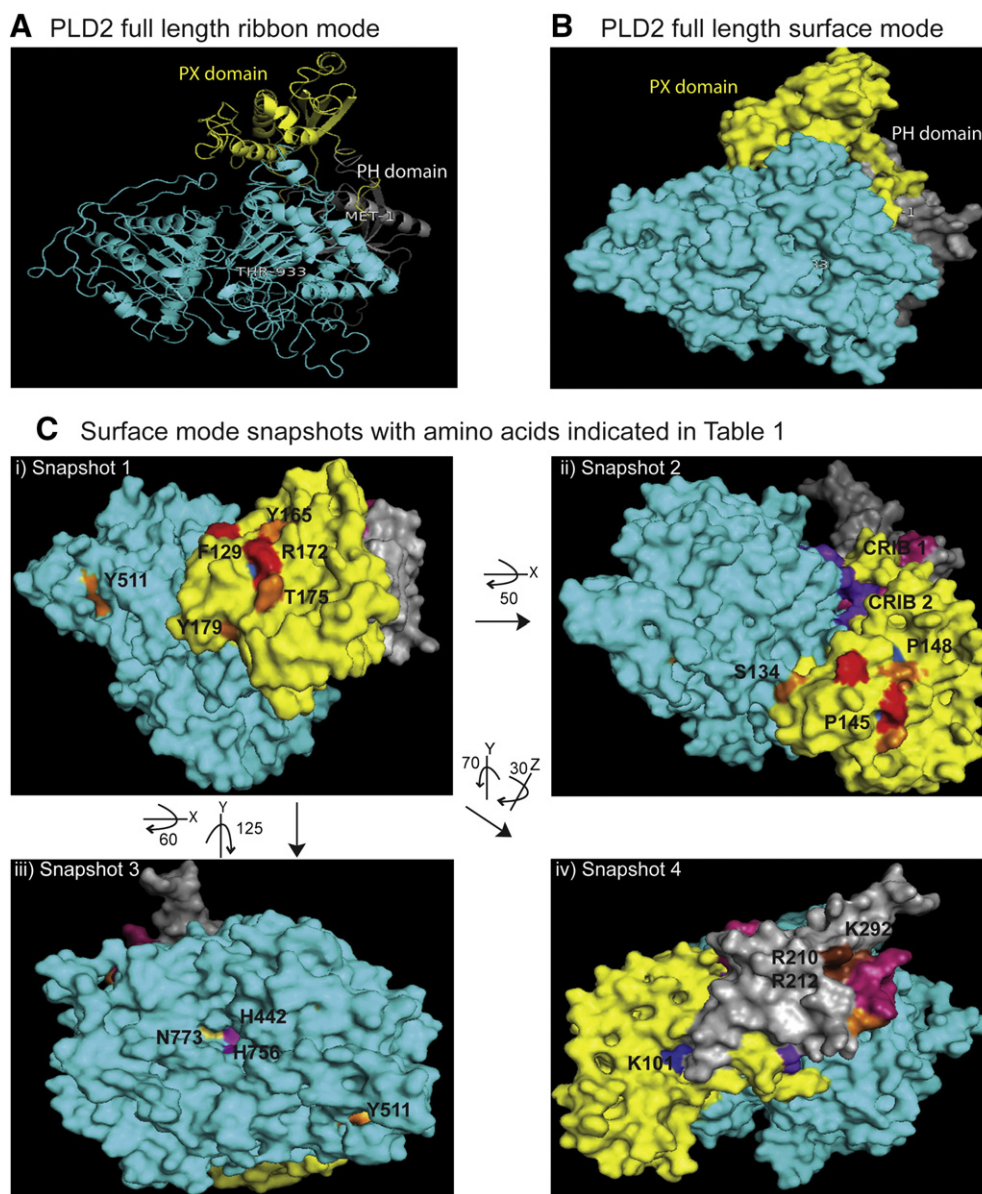 A PLD2 full length ribbon mode
PX domain
PH domain
MET-1
THR-933
B PLD2 full length surface mode
PX domain
PH domain
1
33
C Surface mode snapshots with amino acids indicated in Table 1
i) Snapshot 1
Y165
F129
R172
Y511
T175
Y179
X
50
ii) Snapshot 2
CRIB 1
CRIB 2
P148
S134
P145
Y
70
30
Z
X
60
Y
125
iii) Snapshot 3
H442
N773
H756
Y511
iv) Snapshot 4
K292
R210
R212
K101